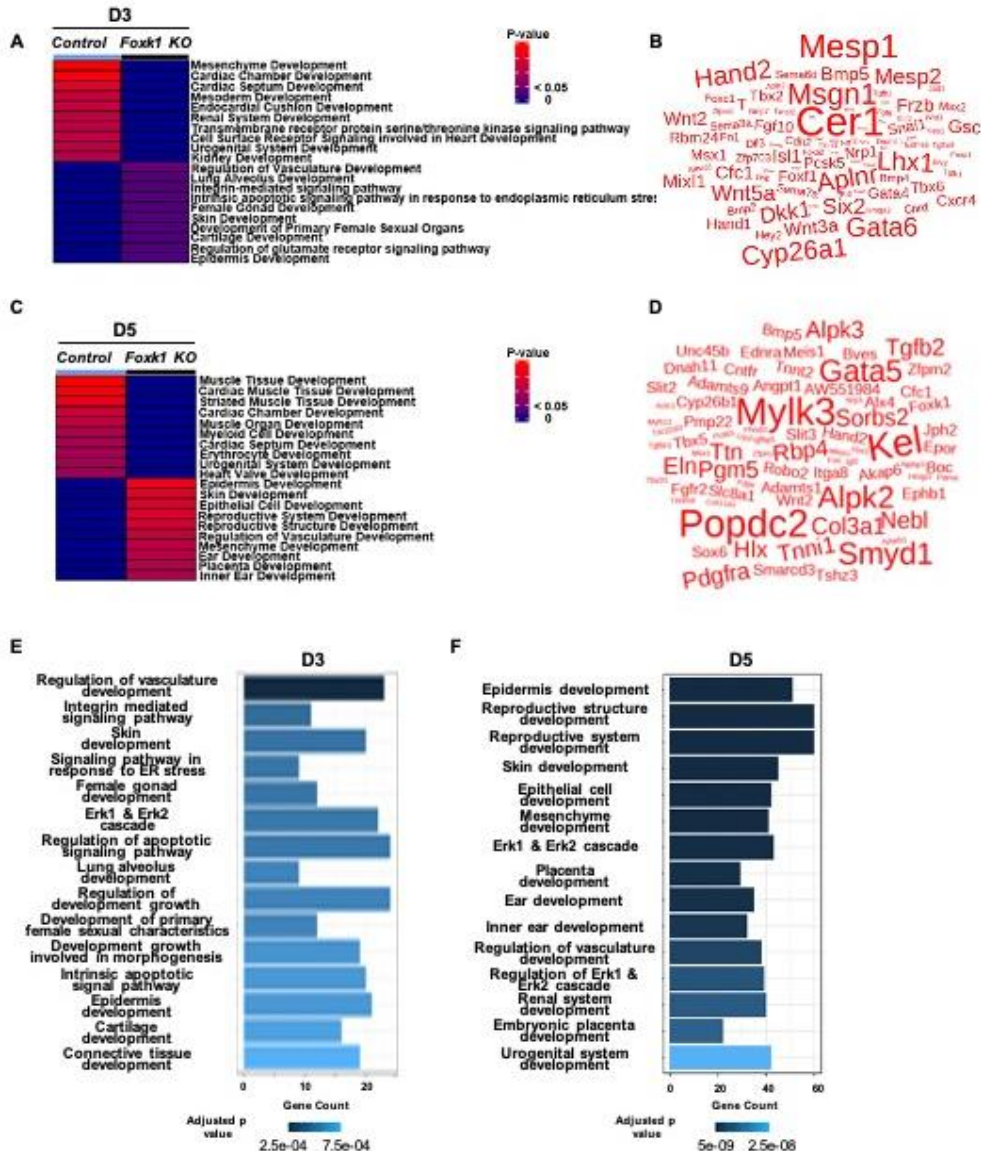 D3
A
Control Foxk1 KO
P-value
< 0.05
0
Mesenchyme Development
Cardiac Chamber Development
Cardiac Septum Development
Mesoderm Development
Endocardial Cushion Development
Renal System Development
Transmembrane receptor protein serine/threonine kinase signaling pathway
Cell Surface Receptor Signaling involved in Heart Development
Urogenital System Development
Kidney Development
Regulation of Vasculature Development
Lung Alveolus Development
Integrin-mediated signaling pathway
Intrinsic apoptotic signaling pathway in response to endoplasmic reticulum stres
Female Gonad Development
Skin Development
Development of Primary Female Sexual Organs
Cartilage Development
Regulation of glutamate receptor signaling pathway
Epidermis Development
B
Mesp1
Hand2 Sema6d Bmp5 Mesp2
Foxc1 T Tbx2 Msgn1 Frzb Msx2
Wnt2 Sema3a Fgf10 Cer1 Snai1 Gsc
Rbm24 Fn1 Dlf3 Cdh2
Msx1 Zfp703 Isl1 Pcsk5 Nrp1 Lhx1
Mixl1 Cfc1 Foxf1 Aplnr Bmp4
Wnt5a Sema3e Gata4 Tbx6 Cxcr4
Bmp2 Dkk1 Six2
Hand1 Hey2 Wnt3a Gata6
Cyp26a1
C
D5
Control Foxk1 KO
P-value
< 0.05
0
Muscle Tissue Development
Cardiac Muscle Tissue Development
Striated Muscle Tissue Development
Cardiac Chamber Development
Muscle Organ Development
Myeloid Cell Development
Cardiac Septum Development
Erythrocyte Development
Urogenital System Development
Heart Valve Development
Epidermis Development
Skin Development
Epithelial Cell Development
Reproductive System Development
Reproductive Structure Development
Regulation of Vasculature Development
Mesenchyme Development
Ear Development
Placenta Development
Inner Ear Development
D
Bmp5 Alpk3
Unc45b Ednra Meis1 Bves Tgfb2
Dnah11 Cntfr Tnnt2 Gata5 Zfpm2
Slit2 Adamts9 Angpt1 AW551984 Cfc1
Cyp26b1 Mylk3 Alx4 Foxk1
Pmp22 Sorbs2
Slit3 Hand2 Kel Jph2
Tbx5 Ttn Rbp4 Epor
Eln Pgm5 Robo2 Itga8 Akap6 Boc
Fgfr2 Slc8a1 Adamts1
Wnt2 Alpk2 Ephb1
Popdc2 Col3a1 Nebl
Sox6 Hlx Tnni1 Smyd1
Pdgfra Smarcd3 Tshz3
E
D3
Regulation of vasculature
development
Integrin mediated
signaling pathway
Skin
development
Signaling pathway in
response to ER stress
Female gonad
development
Erk1 & Erk2
cascade
Regulation of apoptotic
signaling pathway
Lung alveolus
development
Regulation of
development growth
Development of primary
female sexual characteristics
Development growth
involved in morphogenesis
Intrinsic apoptotic
signal pathway
Epidermis
development
Cartilage
development
Connective tissue
development
0 10 20
Gene Count
Adjusted p
value
2.5e-04 7.5e-04
F
D5
Epidermis development
Reproductive structure
development
Reproductive system
development
Skin development
Epithelial cell
development
Mesenchyme
development
Erk1 & Erk2 cascade
Placenta
development
Ear development
Inner ear development
Regulation of vasculature
development
Regulation of Erk1 &
Erk2 cascade
Renal system
development
Embryonic placenta
development
Urogenital system
development
0 20 40 60
Gene Count
Adjusted p
value
5e-09 2.5e-08